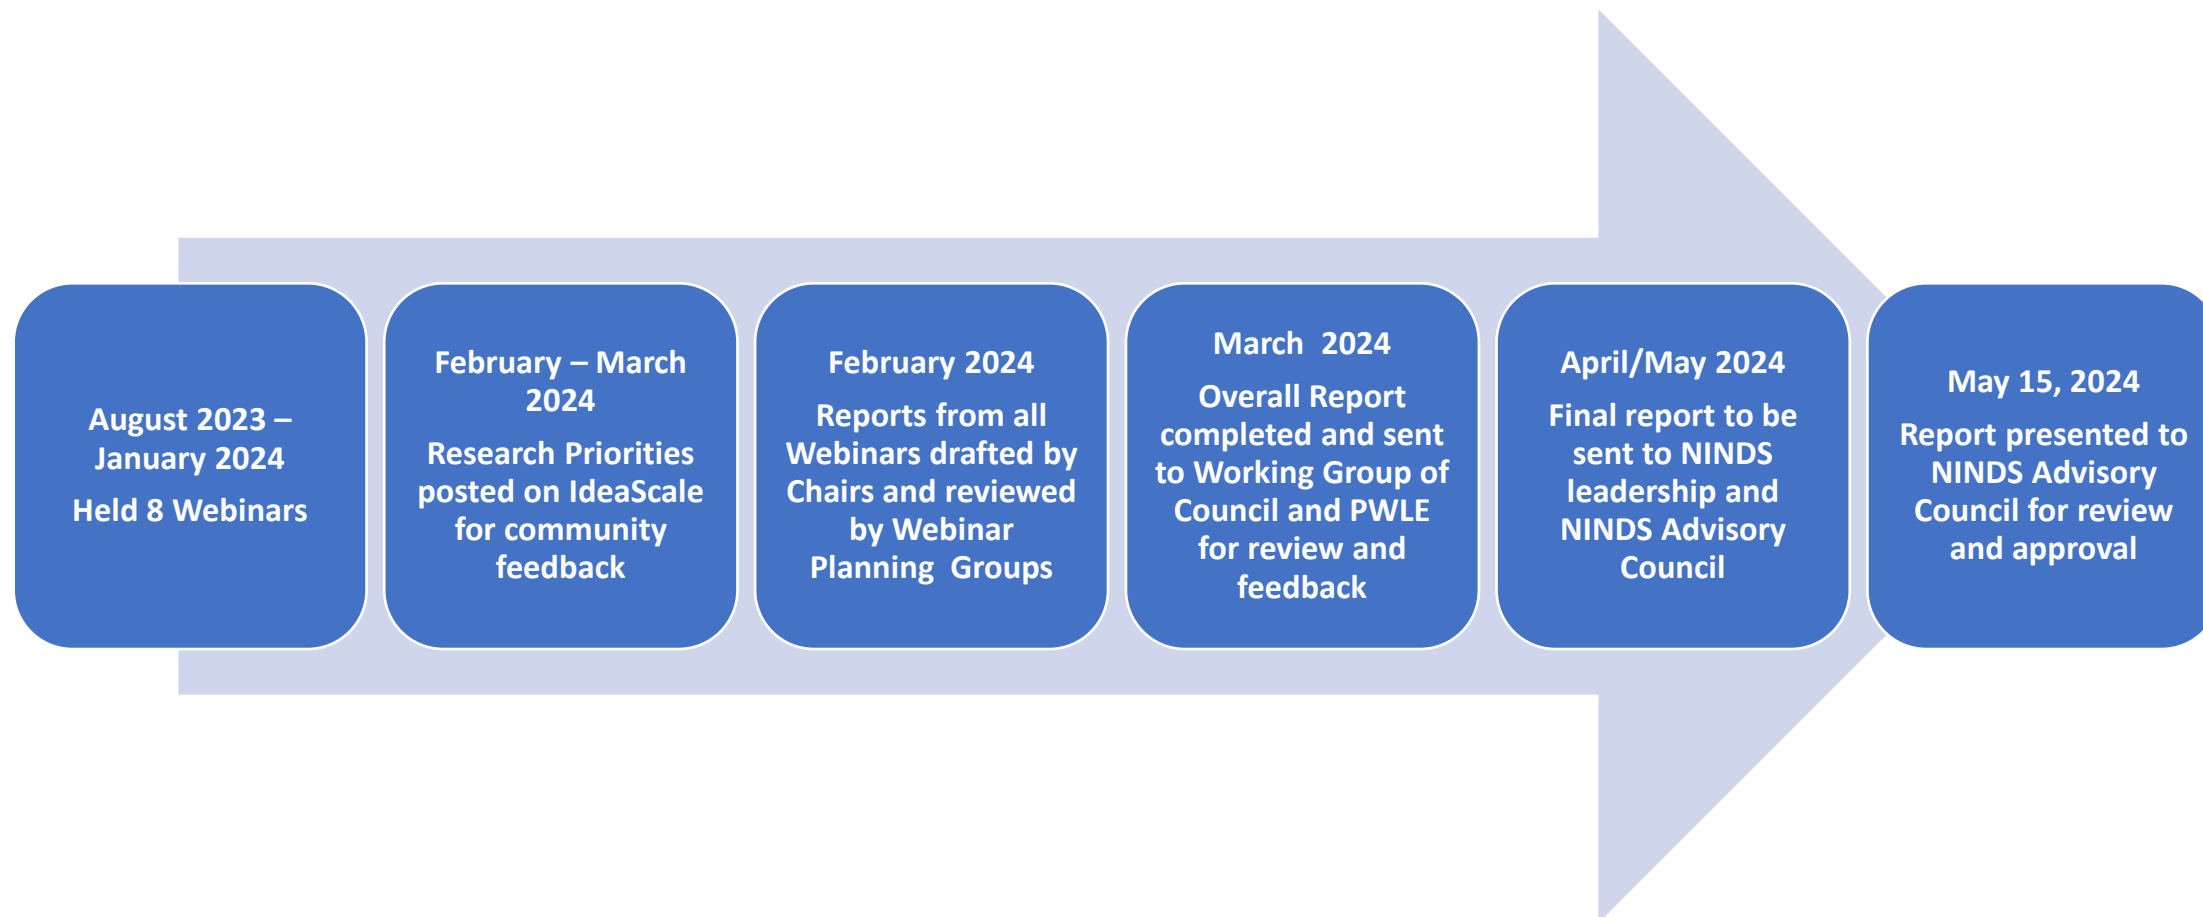 August 2023 –
January 2024
Held 8 Webinars
February – March
2024
Research Priorities
posted on IdeaScale
for community
feedback
February 2024
Reports from all
Webinars drafted by
Chairs and reviewed
by Webinar
Planning  Groups
March  2024
Overall Report
completed and sent
to Working Group of
Council and PWLE
for review and
feedback
April/May 2024
Final report to be
sent to NINDS
leadership and
NINDS Advisory
Council
May 15, 2024
Report presented to
NINDS Advisory
Council for review
and approval